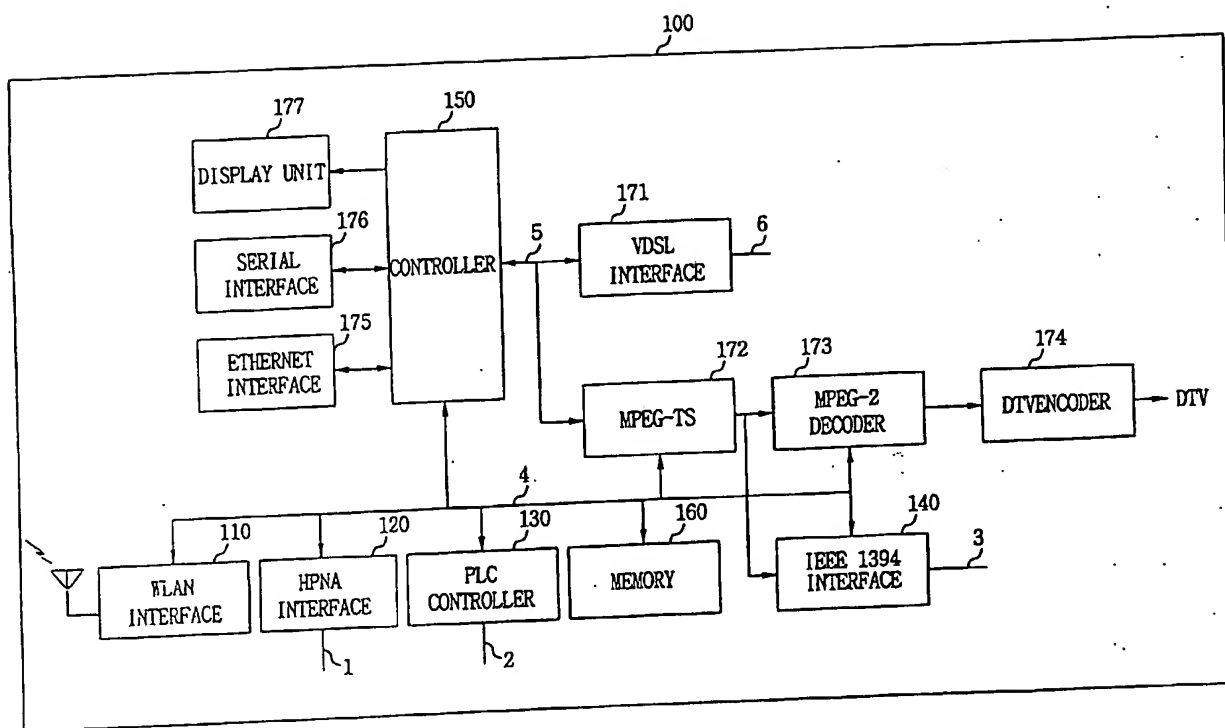 100
177
150
DISPLAY UNIT
176
171
5
6
SERIAL
INTERFACE
CONTROLLER
VDSL
INTERFACE
175
ETHERNET
INTERFACE
172
173
174
MPEG-TS
MPEG-2
DECODER
DTVENCODER
DTV
4
110
120
130
160
140
3
WLAN
INTERFACE
HPNA
INTERFACE
PLC
CONTROLLER
MEMORY
IEEE 1394
INTERFACE
1
2